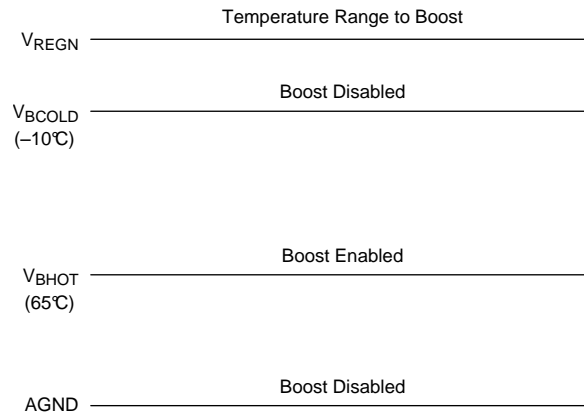 Temperature Range to Boost
VREGN
Boost Disabled
VBCOLD
(–10℃)
Boost Enabled
VBHOT
(65℃)
Boost Disabled
AGND